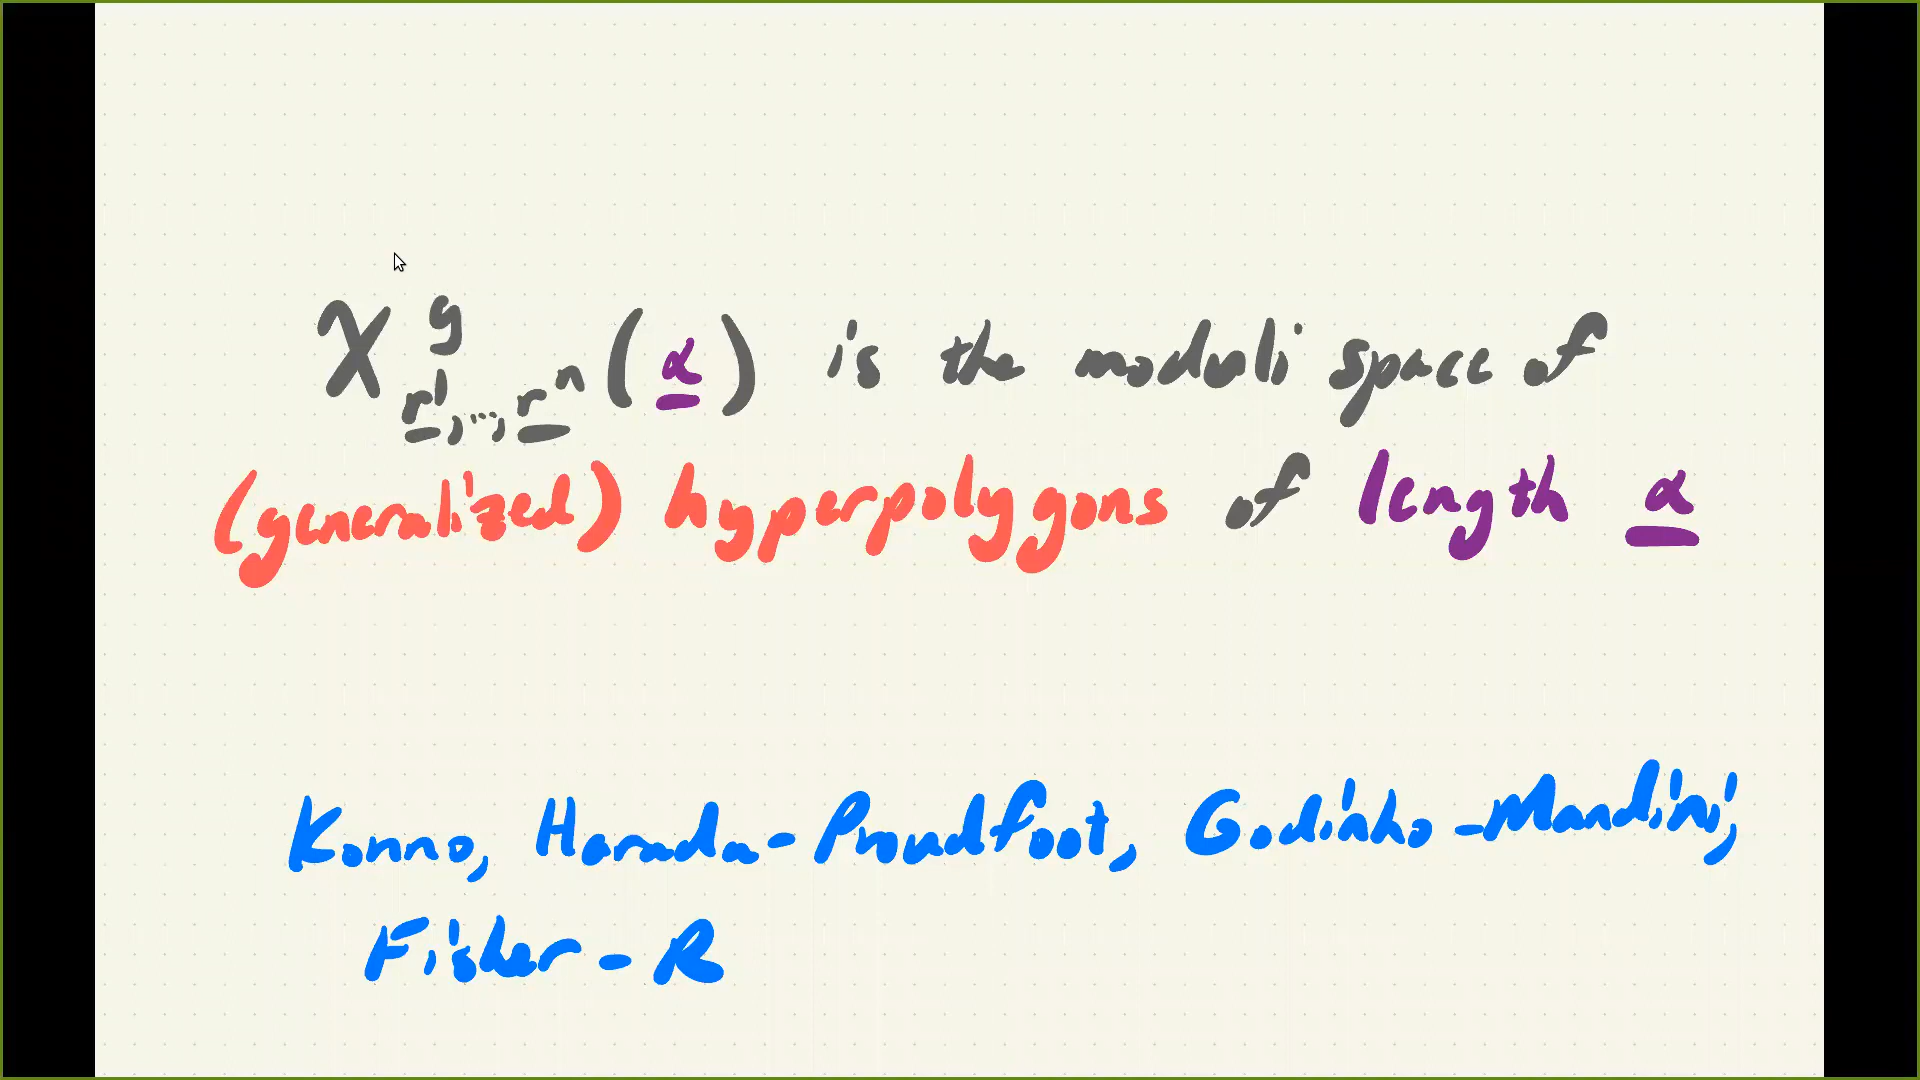 X^g_{r^1,...,r^n}(α) is the moduli space of
(generalized) hyperpolygons of length α
Konno, Harada-Proudfoot, Godinho-Mandini,
Fisher-R